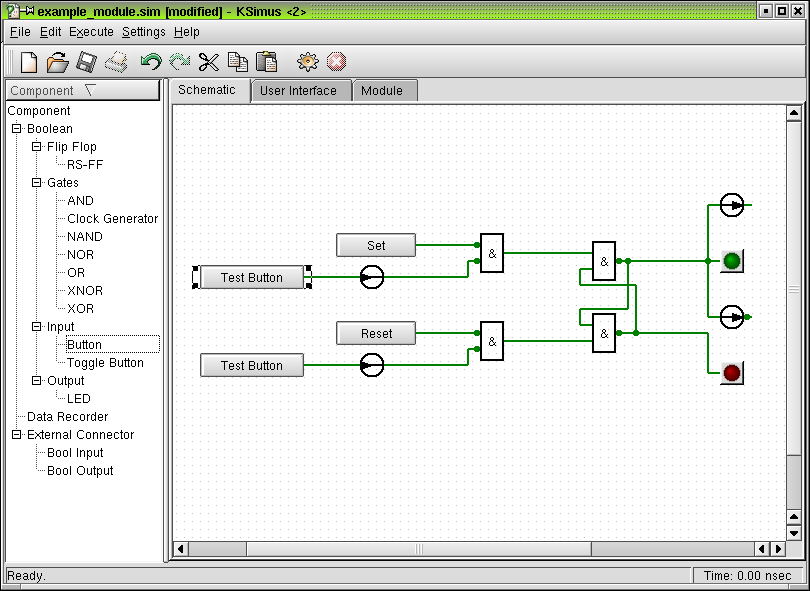 example_module.sim [modified] - KSimus <2>
File Edit Execute Settings Help
Component
Schematic User Interface Module
Component
Boolean
Flip Flop
RS-FF
Gates
AND
Clock Generator
NAND
NOR
OR
XNOR
XOR
Input
Button
Toggle Button
Output
LED
Data Recorder
External Connector
Bool Input
Bool Output
Set
&
Test Button
&
Reset
&
&
Test Button
Ready.
Time: 0.00 nsec